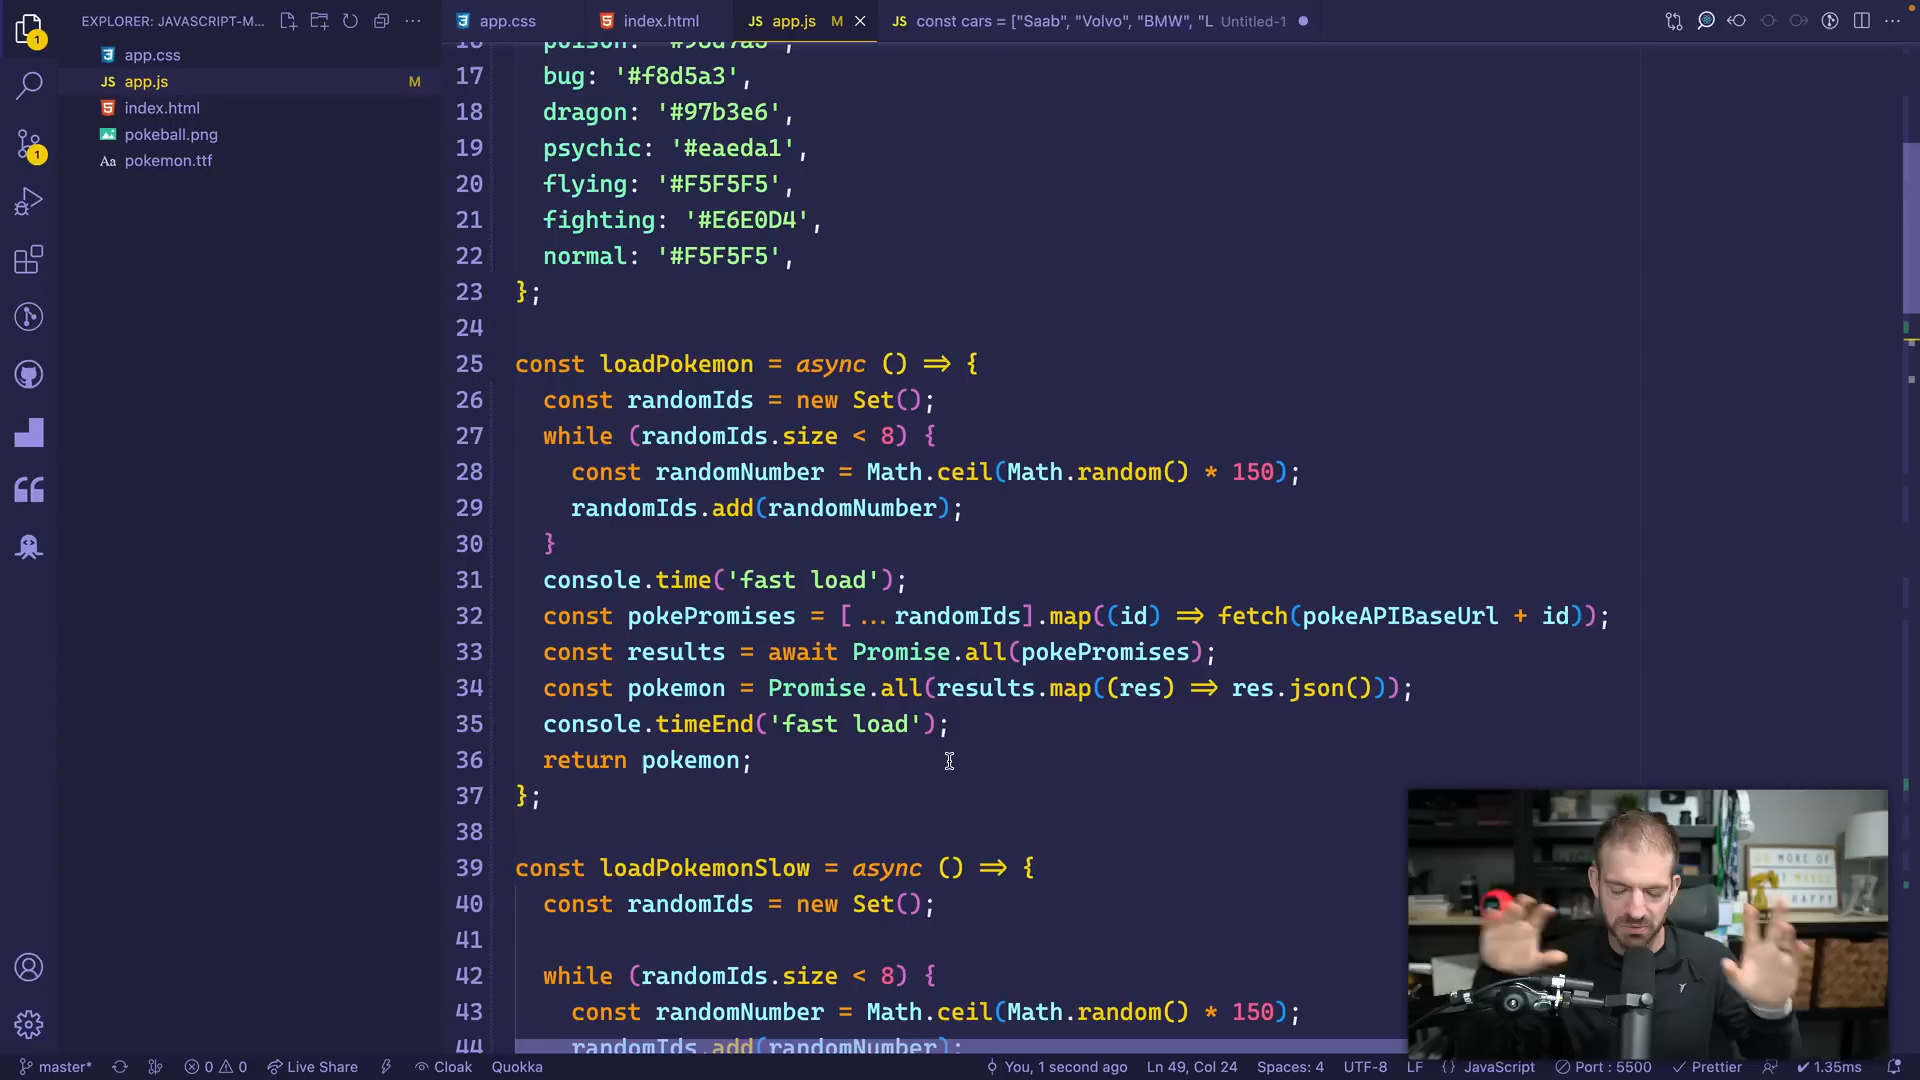 EXPLORER: JAVASCRIPT-M...
app.css
index.html
app.js M
const cars = ["Saab", "Volvo", "BMW", "L Untitled-1
app.css
app.js M
index.html
pokeball.png
Aa pokemon.ttf
1
1
17 bug: '#f8d5a3',
18 dragon: '#97b3e6',
19 psychic: '#eaeda1',
20 flying: '#F5F5F5',
21 fighting: '#E6E0D4',
22 normal: '#F5F5F5',
23 };
24
25 const loadPokemon = async () => {
26 const randomIds = new Set();
27 while (randomIds.size < 8) {
28 const randomNumber = Math.ceil(Math.random() * 150);
29 randomIds.add(randomNumber);
30 }
31 console.time('fast load');
32 const pokePromises = [...randomIds].map((id) => fetch(pokeAPIBaseUrl + id));
33 const results = await Promise.all(pokePromises);
34 const pokemon = Promise.all(results.map((res) => res.json()));
35 console.timeEnd('fast load');
36 return pokemon;
37 };
38
39 const loadPokemonSlow = async () => {
40 const randomIds = new Set();
41
42 while (randomIds.size < 8) {
43 const randomNumber = Math.ceil(Math.random() * 150);
44 randomIds.add(randomNumber);
master* 0 0 Live Share Cloak Quokka You, 1 second ago Ln 49, Col 24 Spaces: 4 UTF-8 LF {} JavaScript Port : 5500 Prettier 1.35ms